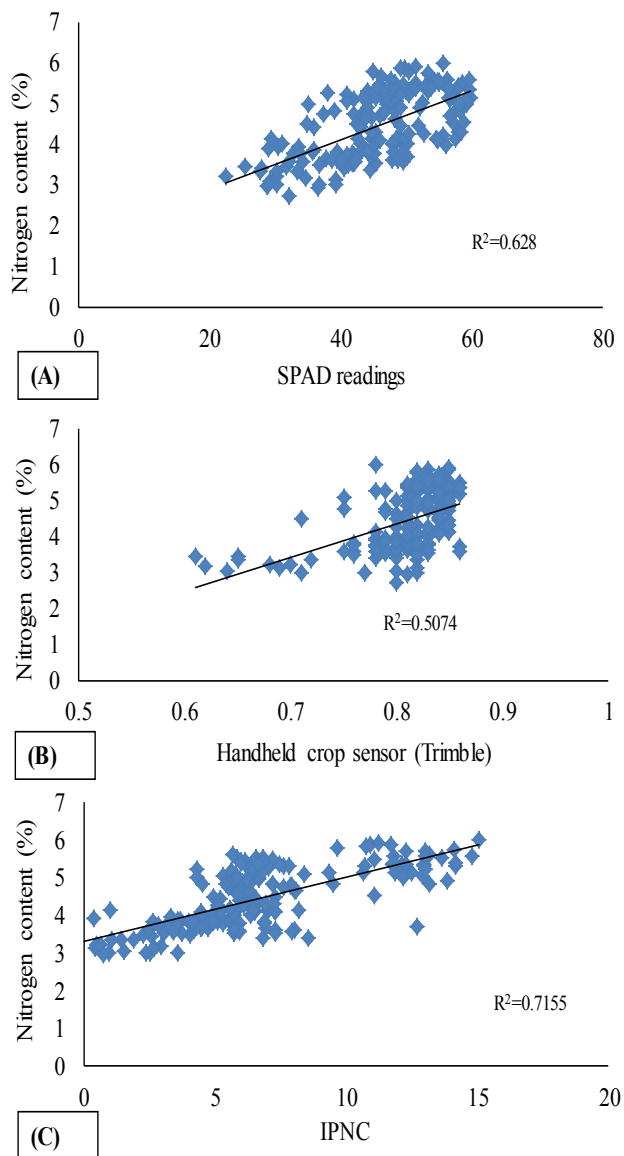 7
6
5
4
3
2
1
0
Nitrogen content (%)
R²=0.628
0 20 40 60 80
(A)
SPAD readings
7
6
5
4
3
2
1
0
Nitrogen content (%)
R²=0.5074
0.5 0.6 0.7 0.8 0.9 1
(B)
Handheld crop sensor (Trimble)
7
6
5
4
3
2
1
0
Nitrogen content (%)
R²=0.7155
0 5 10 15 20
(C)
IPNC